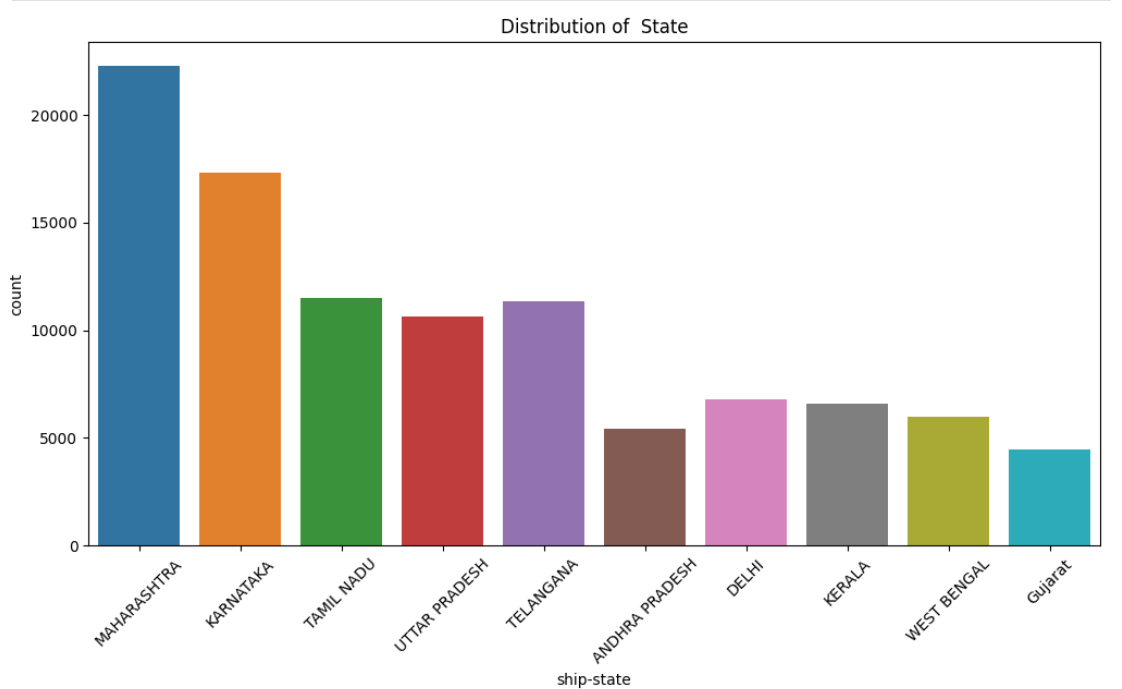 Distribution of  State
count
20000
15000
10000
5000
0
MAHARASHTRA
KARNATAKA
TAMIL NADU
UTTAR PRADESH
TELANGANA
ANDHRA PRADESH
DELHI
KERALA
WEST BENGAL
Gujarat
ship-state